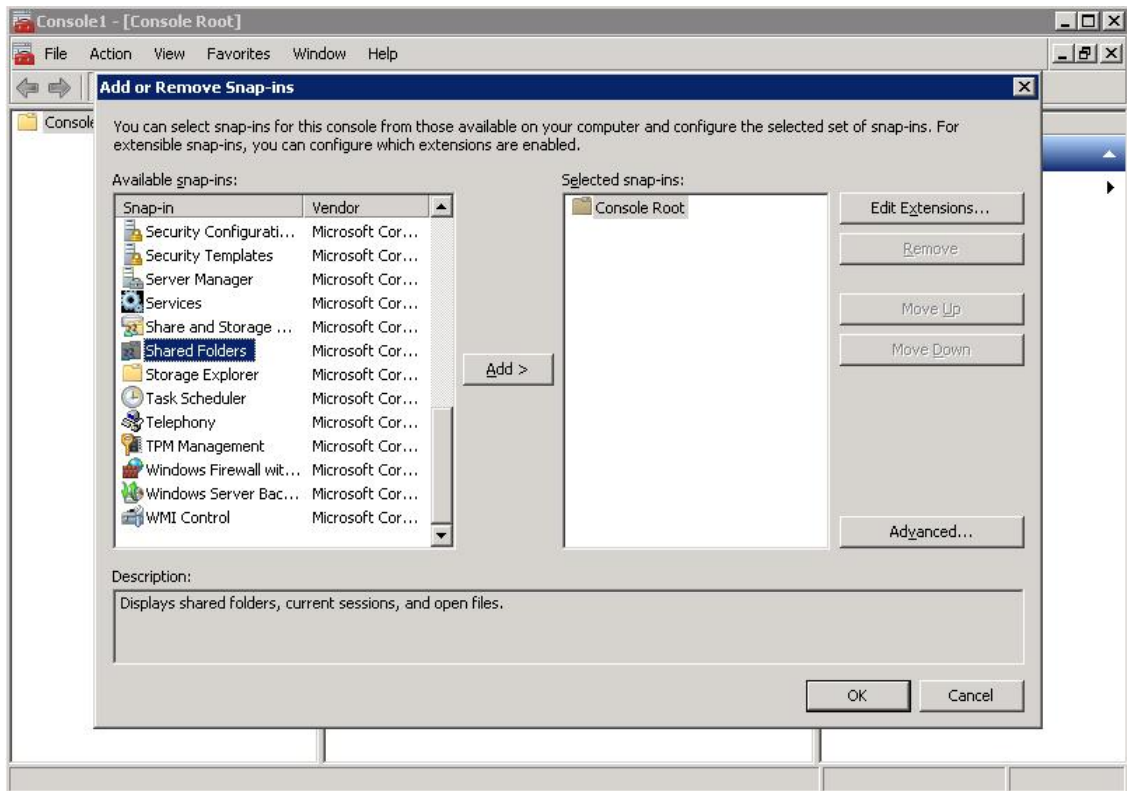 Console1 - [Console Root]
File Action View Favorites Window Help
Console
Add or Remove Snap-ins
You can select snap-ins for this console from those available on your computer and configure the selected set of snap-ins. For
extensible snap-ins, you can configure which extensions are enabled.
Available snap-ins:
Snap-in Vendor
Security Configurati... Microsoft Cor...
Security Templates Microsoft Cor...
Server Manager Microsoft Cor...
Services Microsoft Cor...
Share and Storage ... Microsoft Cor...
Shared Folders Microsoft Cor...
Storage Explorer Microsoft Cor...
Task Scheduler Microsoft Cor...
Telephony Microsoft Cor...
TPM Management Microsoft Cor...
Windows Firewall wit... Microsoft Cor...
Windows Server Bac... Microsoft Cor...
WMI Control Microsoft Cor...
Add >
Selected snap-ins:
Console Root
Edit Extensions...
Remove
Move Up
Move Down
Advanced...
Description:
Displays shared folders, current sessions, and open files.
OK Cancel